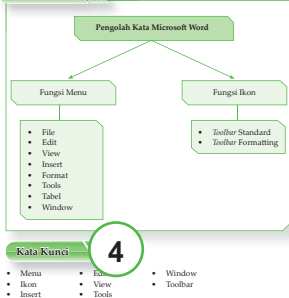 Pengolah Kata Microsoft Word
Fungsi Menu
Fungsi Ikon
• File
• Edit
• View
• Insert
• Format
• Tools
• Tabel
• Window
• Toolbar Standard
• Toolbar Formatting
Kata Kunci
4
• Menu
• Ikon
• Insert
• Edit
• View
• Tools
• Window
• Toolbar